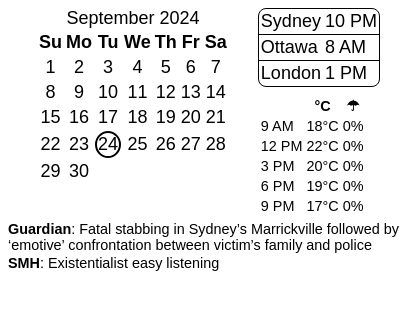 September 2024
Su Mo Tu We Th Fr Sa
1 2 3 4 5 6 7
8 9 10 11 12 13 14
15 16 17 18 19 20 21
22 23 24 25 26 27 28
29 30
Sydney 10 PM
Ottawa 8 AM
London 1 PM
°C ☂
9 AM 18°C 0%
12 PM 22°C 0%
3 PM 20°C 0%
6 PM 19°C 0%
9 PM 17°C 0%
Guardian: Fatal stabbing in Sydney’s Marrickville followed by
‘emotive’ confrontation between victim’s family and police
SMH: Existentialist easy listening